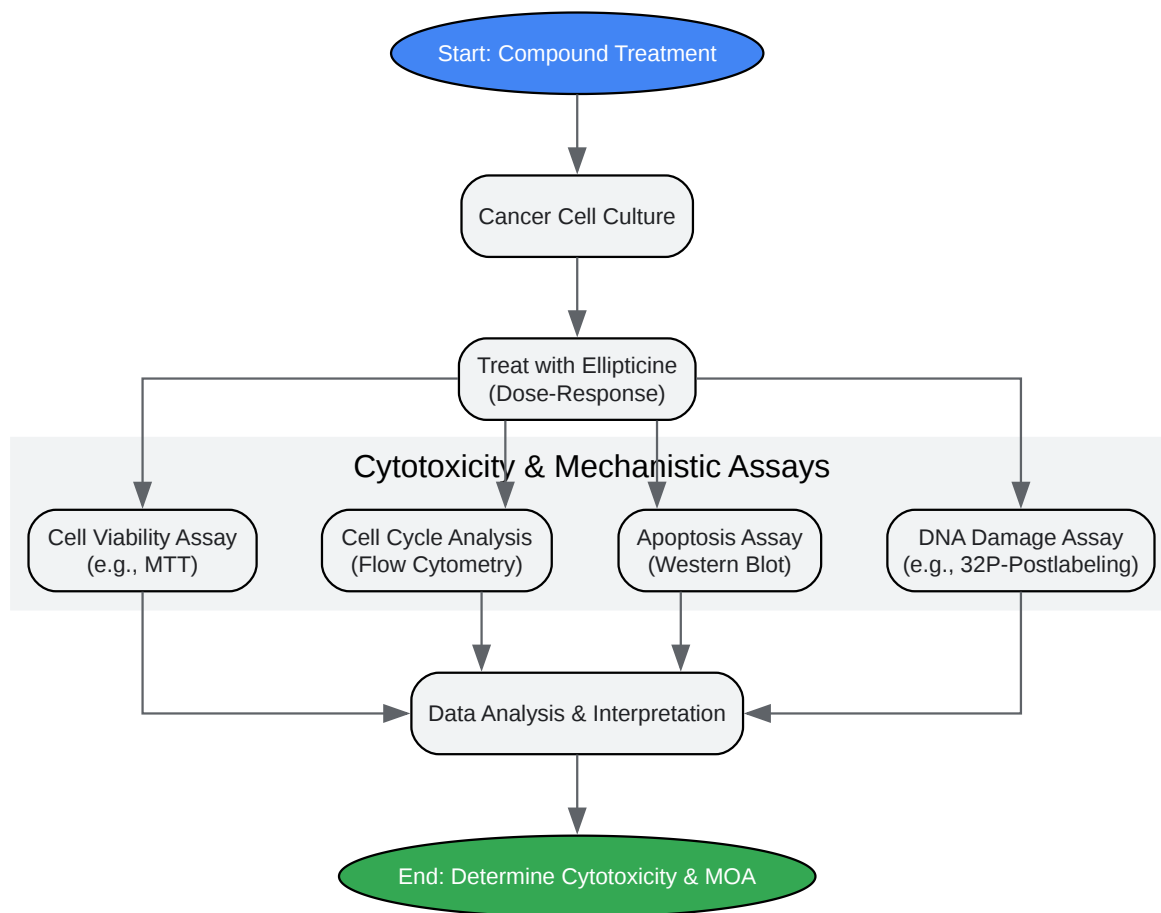 Start: Compound Treatment
Cancer Cell Culture
Treat with Ellipticine
(Dose-Response)
Cytotoxicity & Mechanistic Assays
Cell Viability Assay
(e.g., MTT)
Cell Cycle Analysis
(Flow Cytometry)
Apoptosis Assay
(Western Blot)
DNA Damage Assay
(e.g., 32P-Postlabeling)
Data Analysis & Interpretation
End: Determine Cytotoxicity & MOA